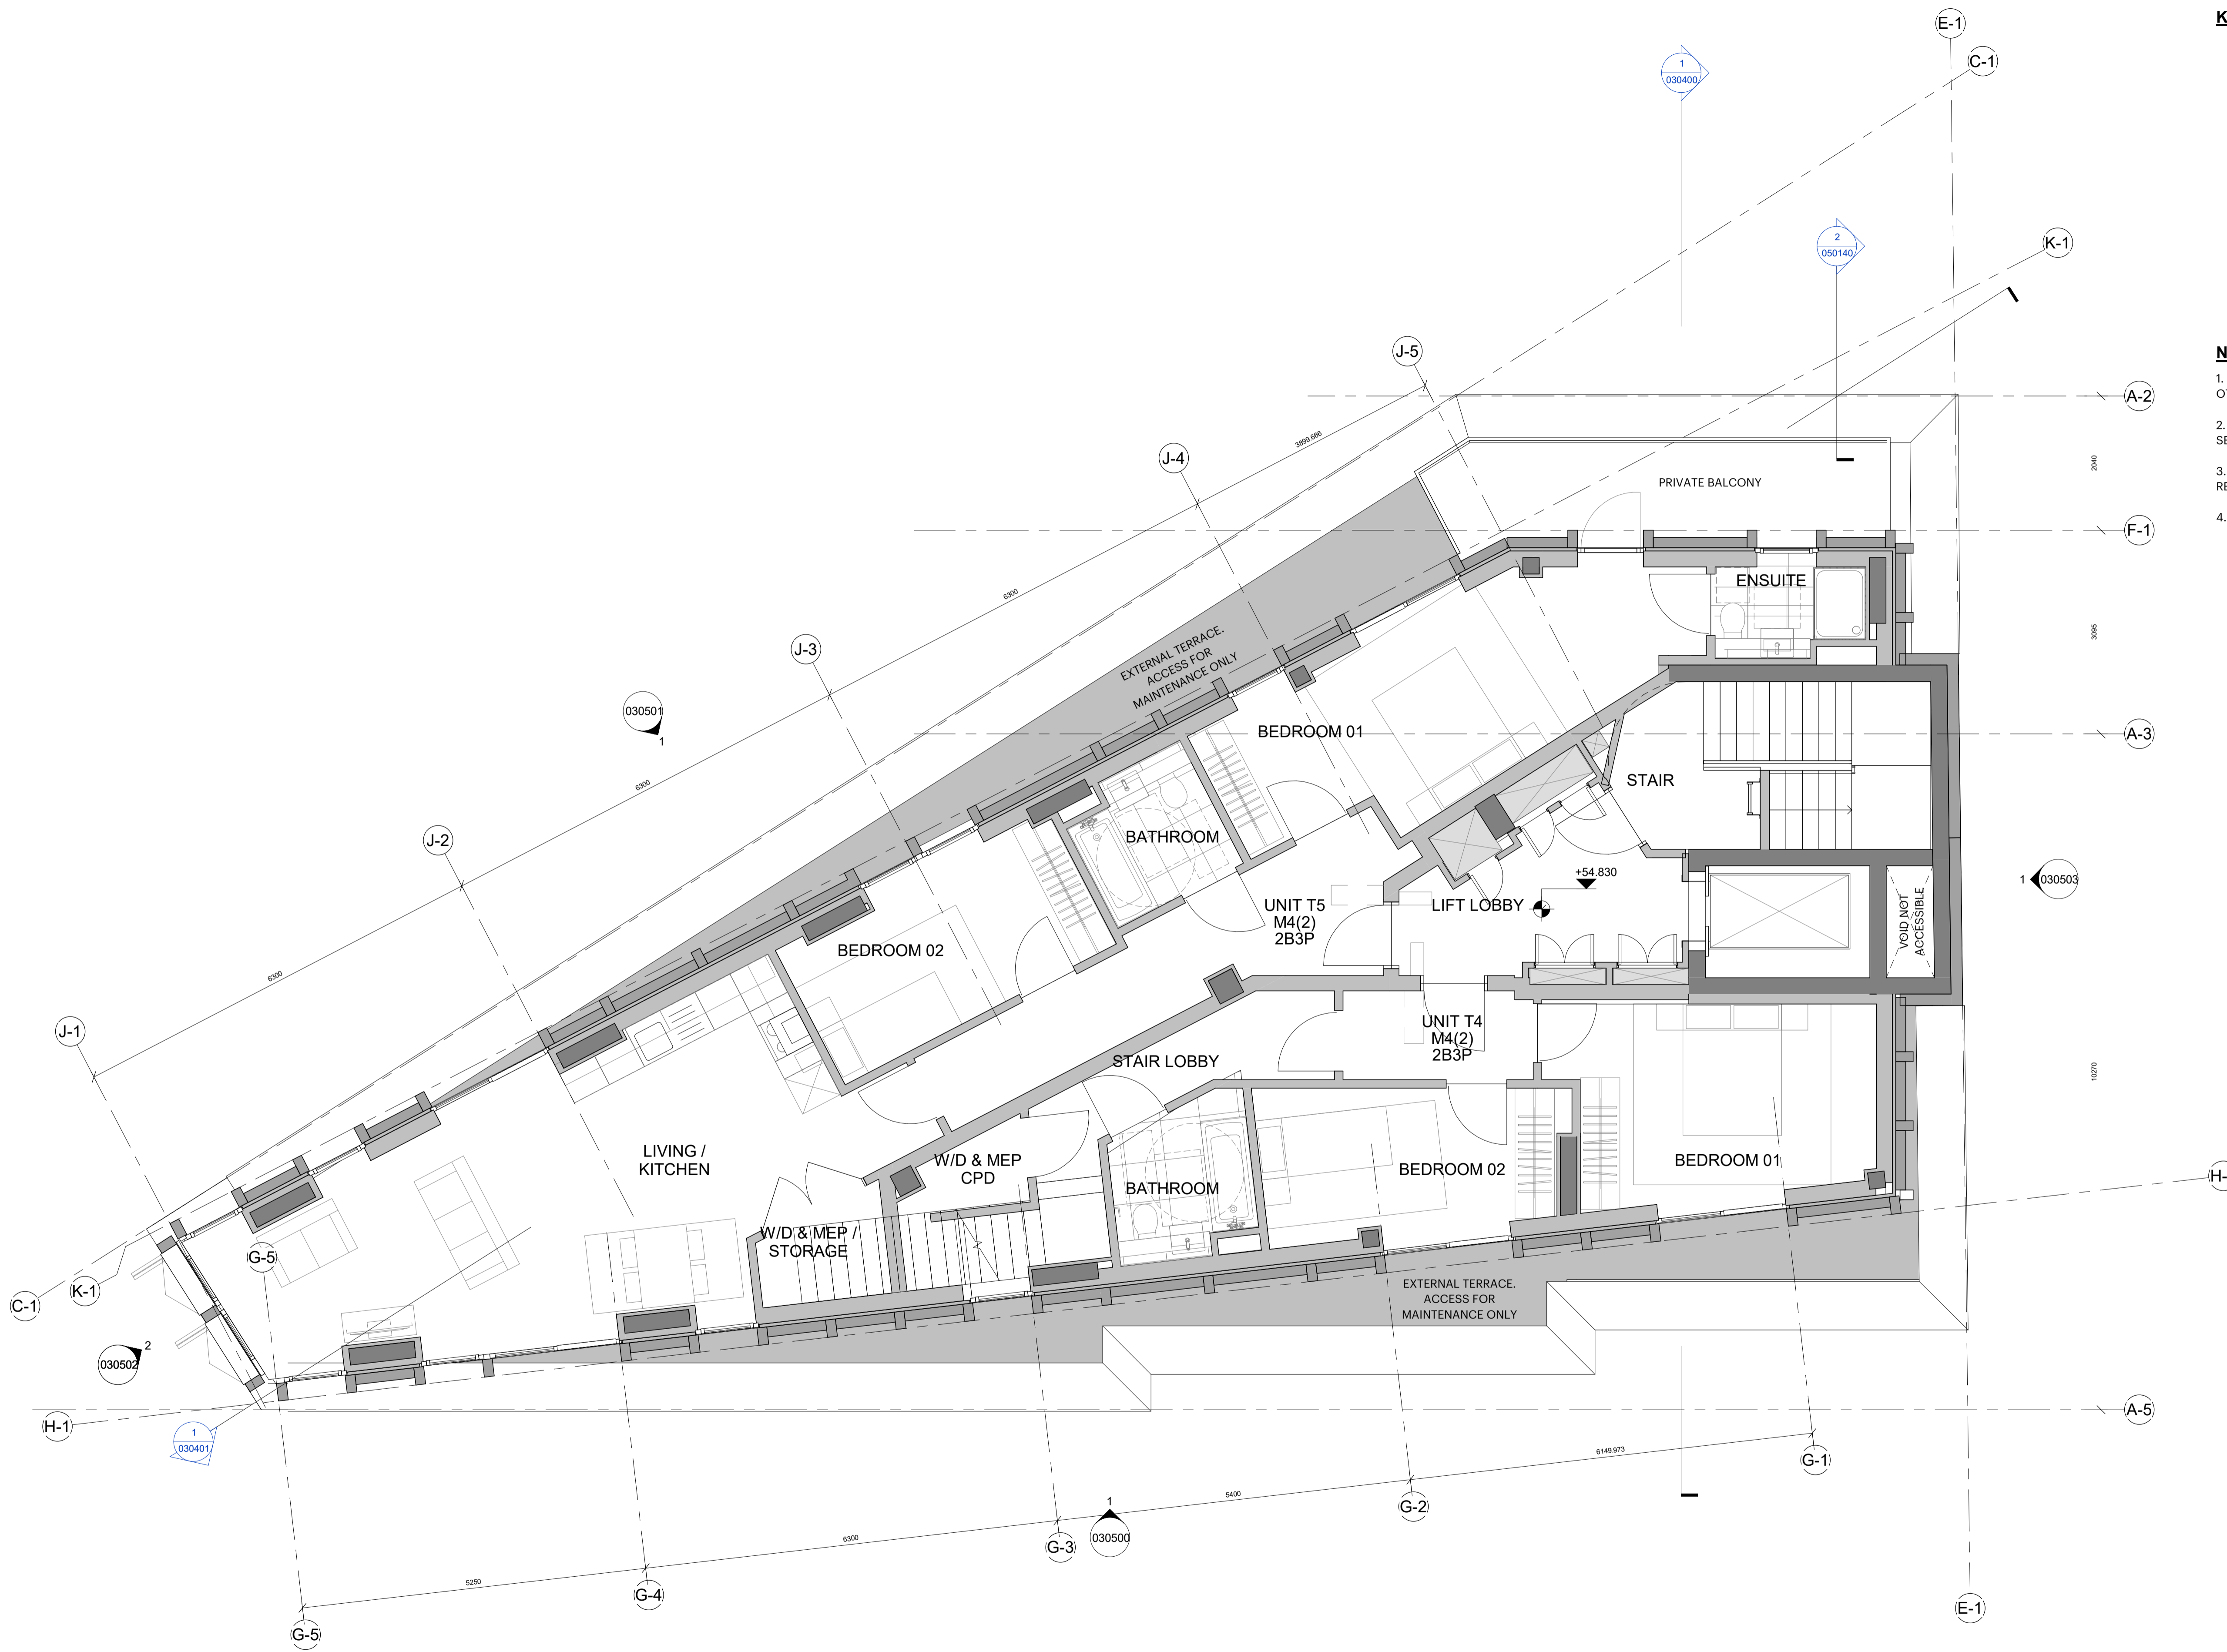 K
E-1
C-1
1
030400
K-1
2
050140
J-5
A-2
N
1.
2.
3.
4.
3899.666
J-4
2040
PRIVATE BALCONY
F-1
ENSUITE
6300
3095
J-3
EXTERNAL TERRACE.
ACCESS FOR
MAINTENANCE ONLY
030501
1
BEDROOM 01
A-3
6300
STAIR
J-2
BATHROOM
+54.830
1
030503
UNIT T5
M4(2)
2B3P
LIFT LOBBY
VOID NOT
ACCESSIBLE
BEDROOM 02
6300
J-1
UNIT T4
M4(2)
2B3P
STAIR LOBBY
10270
LIVING /
KITCHEN
W/D & MEP
CPD
BATHROOM
BEDROOM 02
BEDROOM 01
H-
W/D & MEP /
STORAGE
G-5
K-1
C-1
EXTERNAL TERRACE.
ACCESS FOR
MAINTENANCE ONLY
2
030502
H-1
1
030401
A-5
6149.973
G-1
5400
G-2
1
030500
6300
G-3
5250
G-4
E-1
G-5